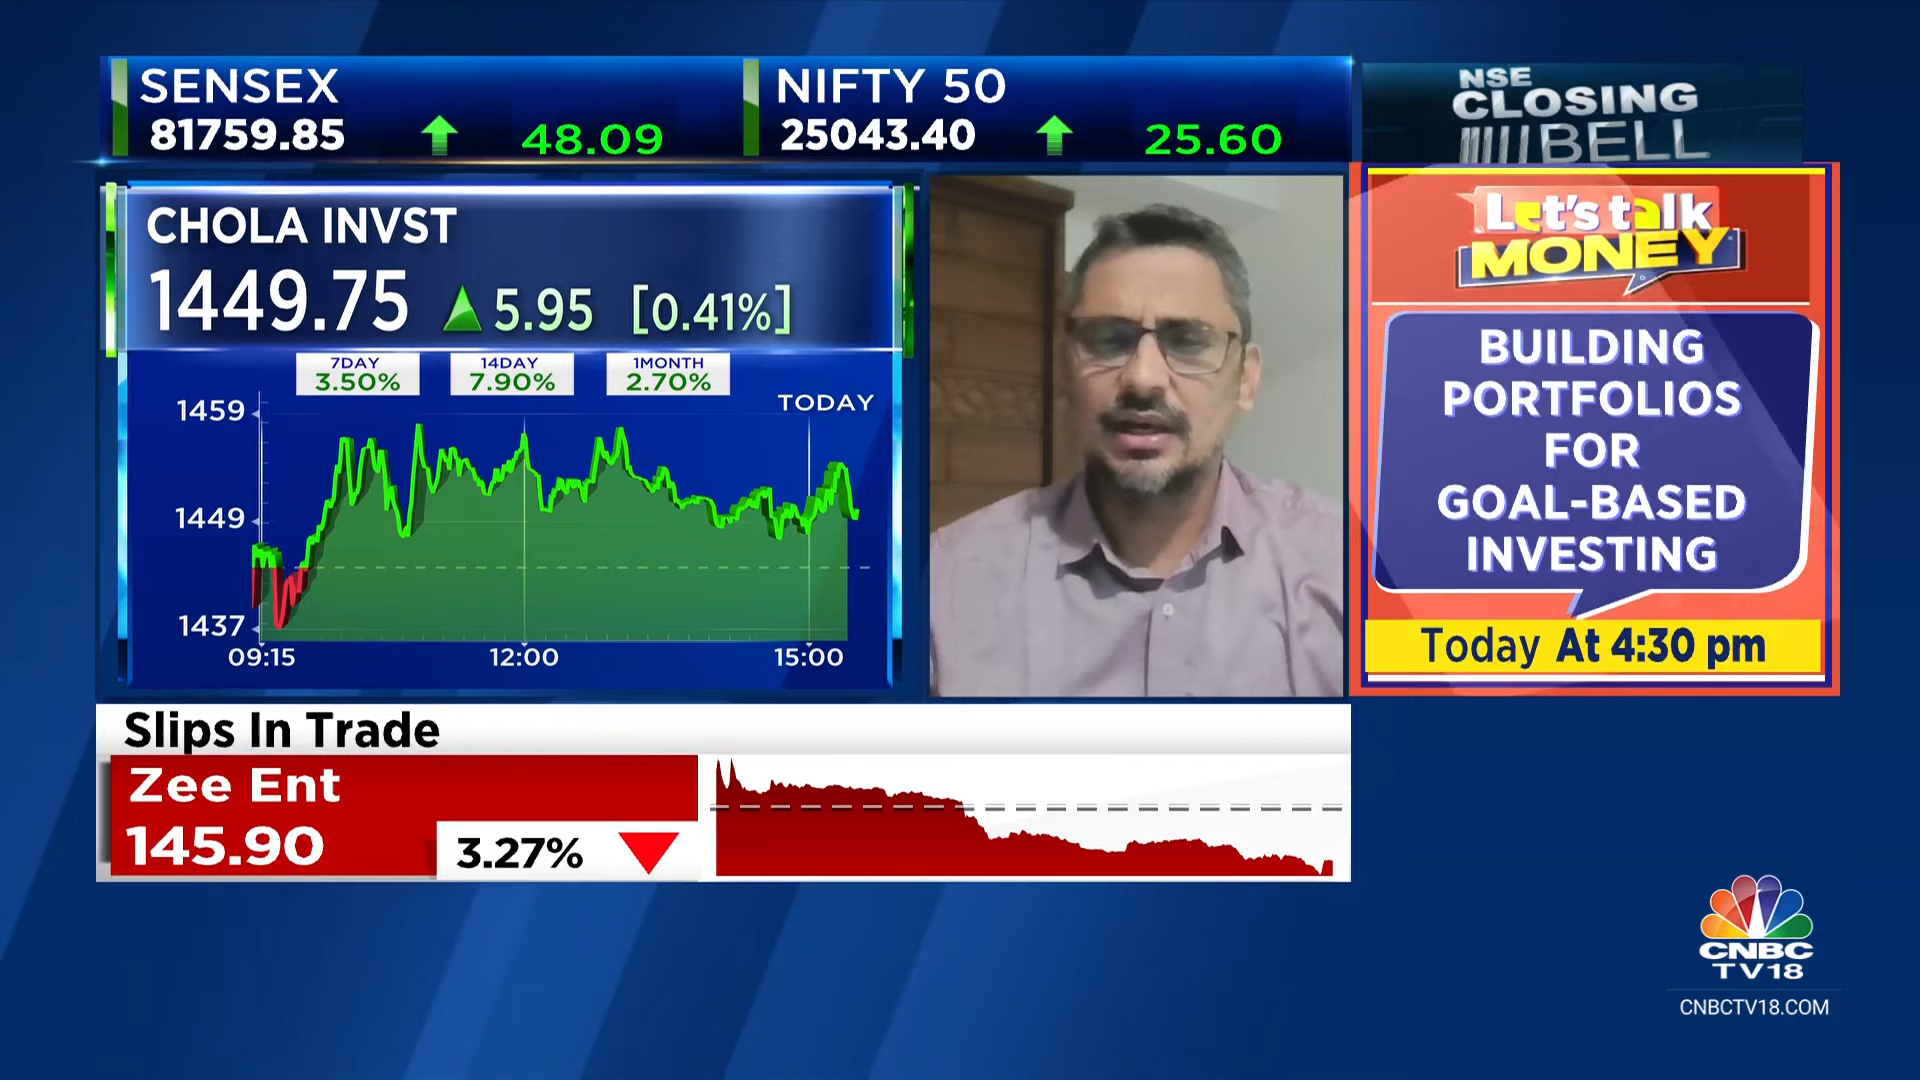 SENSEX
81759.85 48.09
NIFTY 50
25043.40 25.60
NSE
CLOSING
BELL
CHOLA INVST
1449.75 5.95 [0.41%]
7DAY
3.50%
14DAY
7.90%
1MONTH
2.70%
TODAY
1459
1449
1437
09:15 12:00 15:00
Let's talk
MONEY
BUILDING
PORTFOLIOS
FOR
GOAL-BASED
INVESTING
Today At 4:30 pm
Slips In Trade
Zee Ent
145.90 3.27%
CNBC
TV18
CNBCTV18.COM